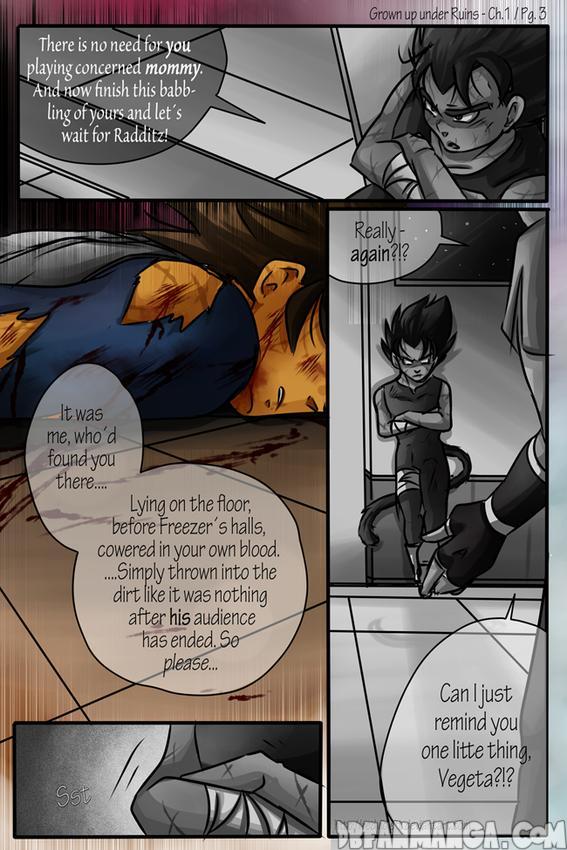 Grown up under Ruins - Ch.1 / Pg. 3
There is no need for you
playing concerned mommy.
And now finish this babb-
ling of yours and let´s
wait for Radditz!
Really -
again?!?
Can I just
remind you
one litte thing,
Vegeta?!?
It was
me, who´d
found you
there....
Lying on the floor,
before Freezer´s halls,
cowered in your own blood.
....Simply thrown into the
dirt like it was nothing
after his audience
has ended. So
please...
Sst
DBFANMANGA.COM